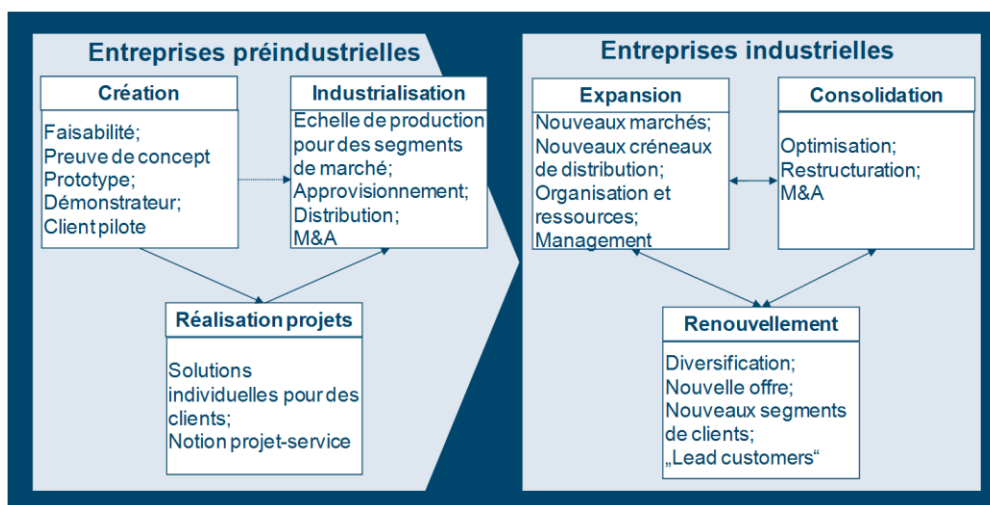 Entreprises préindustrielles
Création
Faisabilité;
Preuve de concept
Prototype;
Démonstrateur;
Client pilote
Industrialisation
Echelle de production
pour des segments
de marché;
Approvisionnement;
Distribution;
M&A
Réalisation projets
Solutions
individuelles pour des
clients;
Notion projet-service
Entreprises industrielles
Expansion
Nouveaux marchés;
Nouveaux créneaux
de distribution;
Organisation et
ressources;
Management
Consolidation
Optimisation;
Restructuration;
M&A
Renouvellement
Diversification;
Nouvelle offre;
Nouveaux segments
de clients;
„Lead customers“